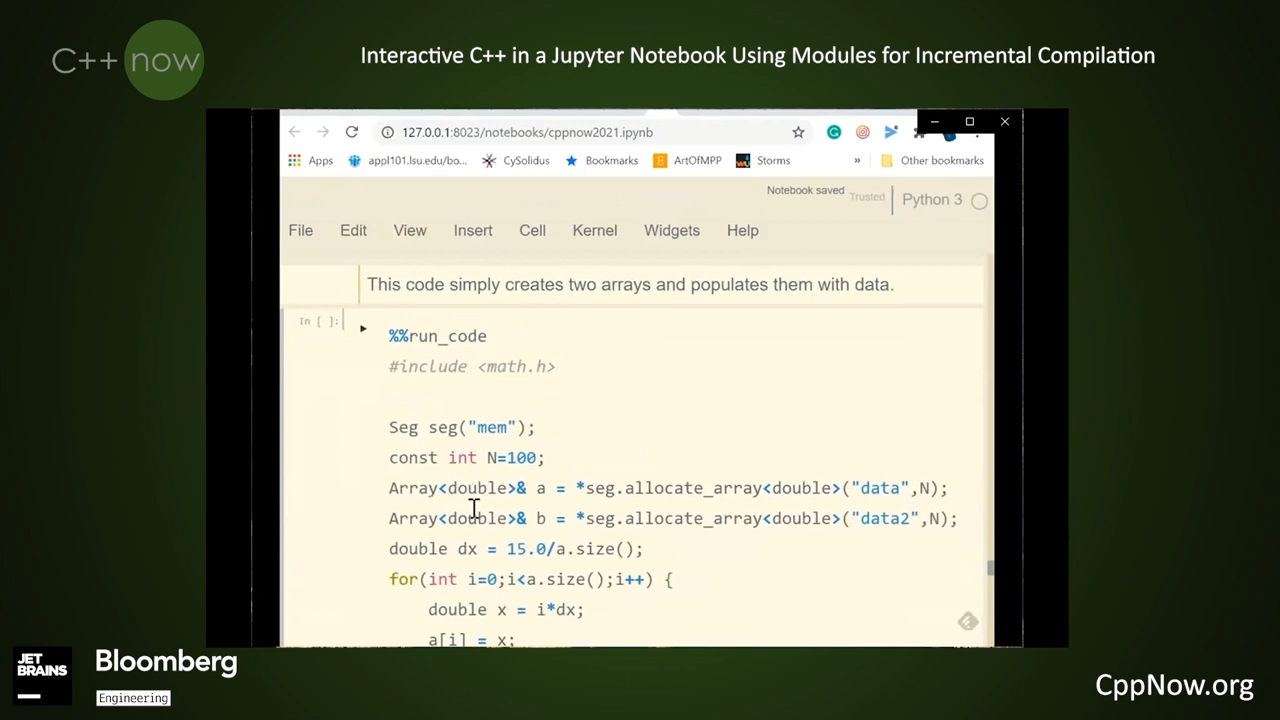 C++ now
Interactive C++ in a Jupyter Notebook Using Modules for Incremental Compilation
127.0.0.1:8023/notebooks/cppnow2021.ipynb
Apps appl101.lsu.edu/bo... CySolidus Bookmarks ArtOfMPP Storms » Other bookmarks
Notebook saved Trusted Python 3
File Edit View Insert Cell Kernel Widgets Help
This code simply creates two arrays and populates them with data.
In [ ]:
%%run_code
#include <math.h>
Seg seg("mem");
const int N=100;
Array<double>& a = *seg.allocate_array<double>("data",N);
Array<double>& b = *seg.allocate_array<double>("data2",N);
double dx = 15.0/a.size();
for(int i=0;i<a.size();i++) {
double x = i*dx;
a[i] = x;
JET
BRAINS
Bloomberg
Engineering
CppNow.org